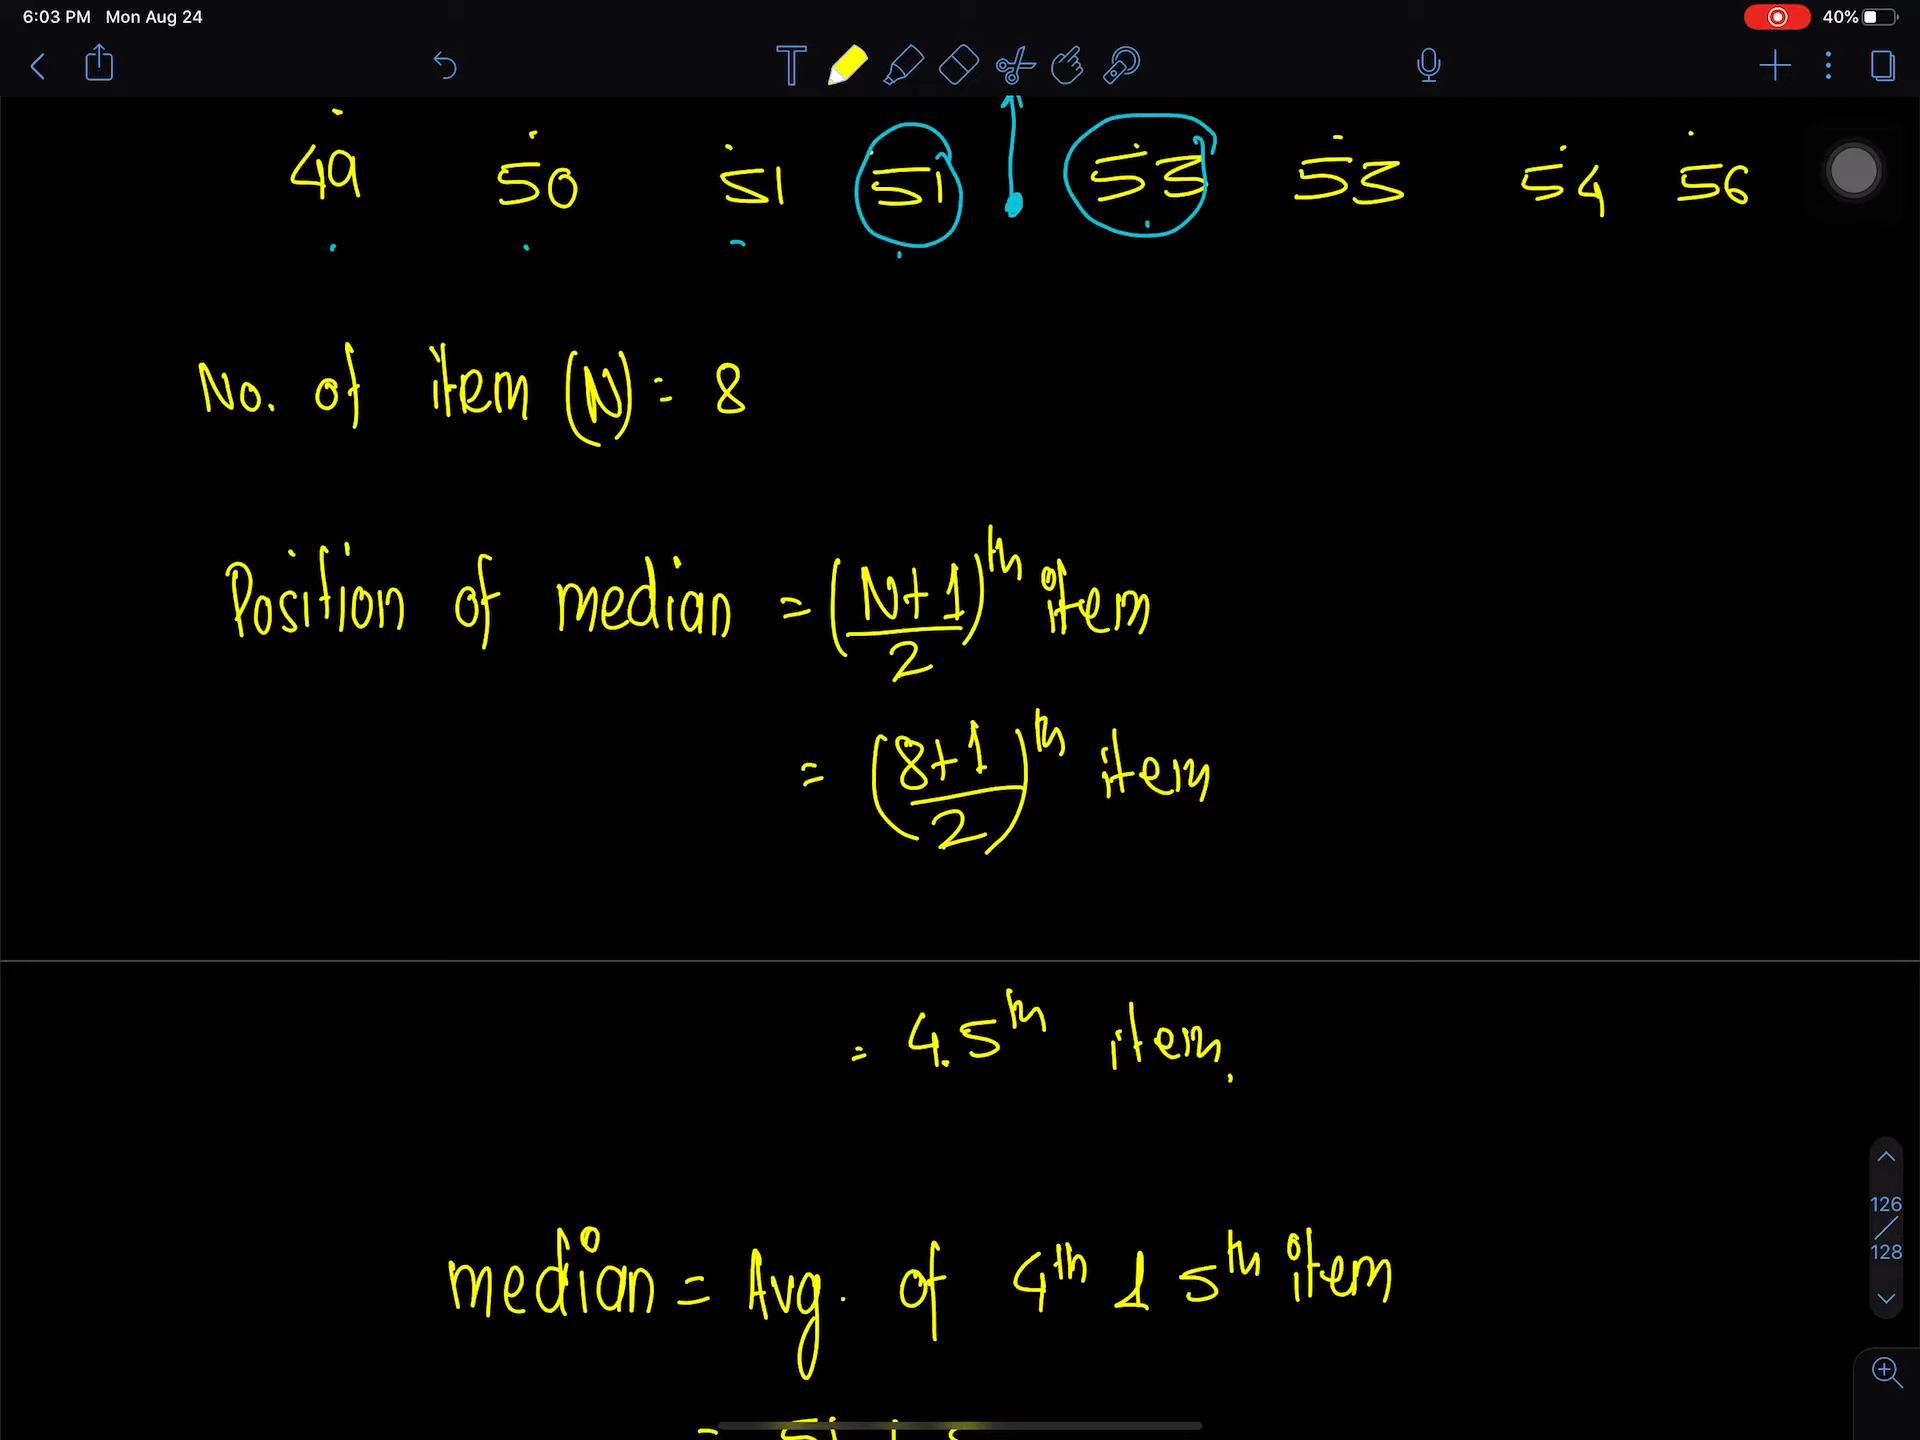 6:03 PM Mon Aug 24
40%
T
49 50 51 51 53 53 54 56
No. of item (N) = 8
Position of median = (N+1/2)th item
= (8+1/2)th item
= 4.5th item.
126
128
median = Avg. of 4th & 5th item
= 51 +